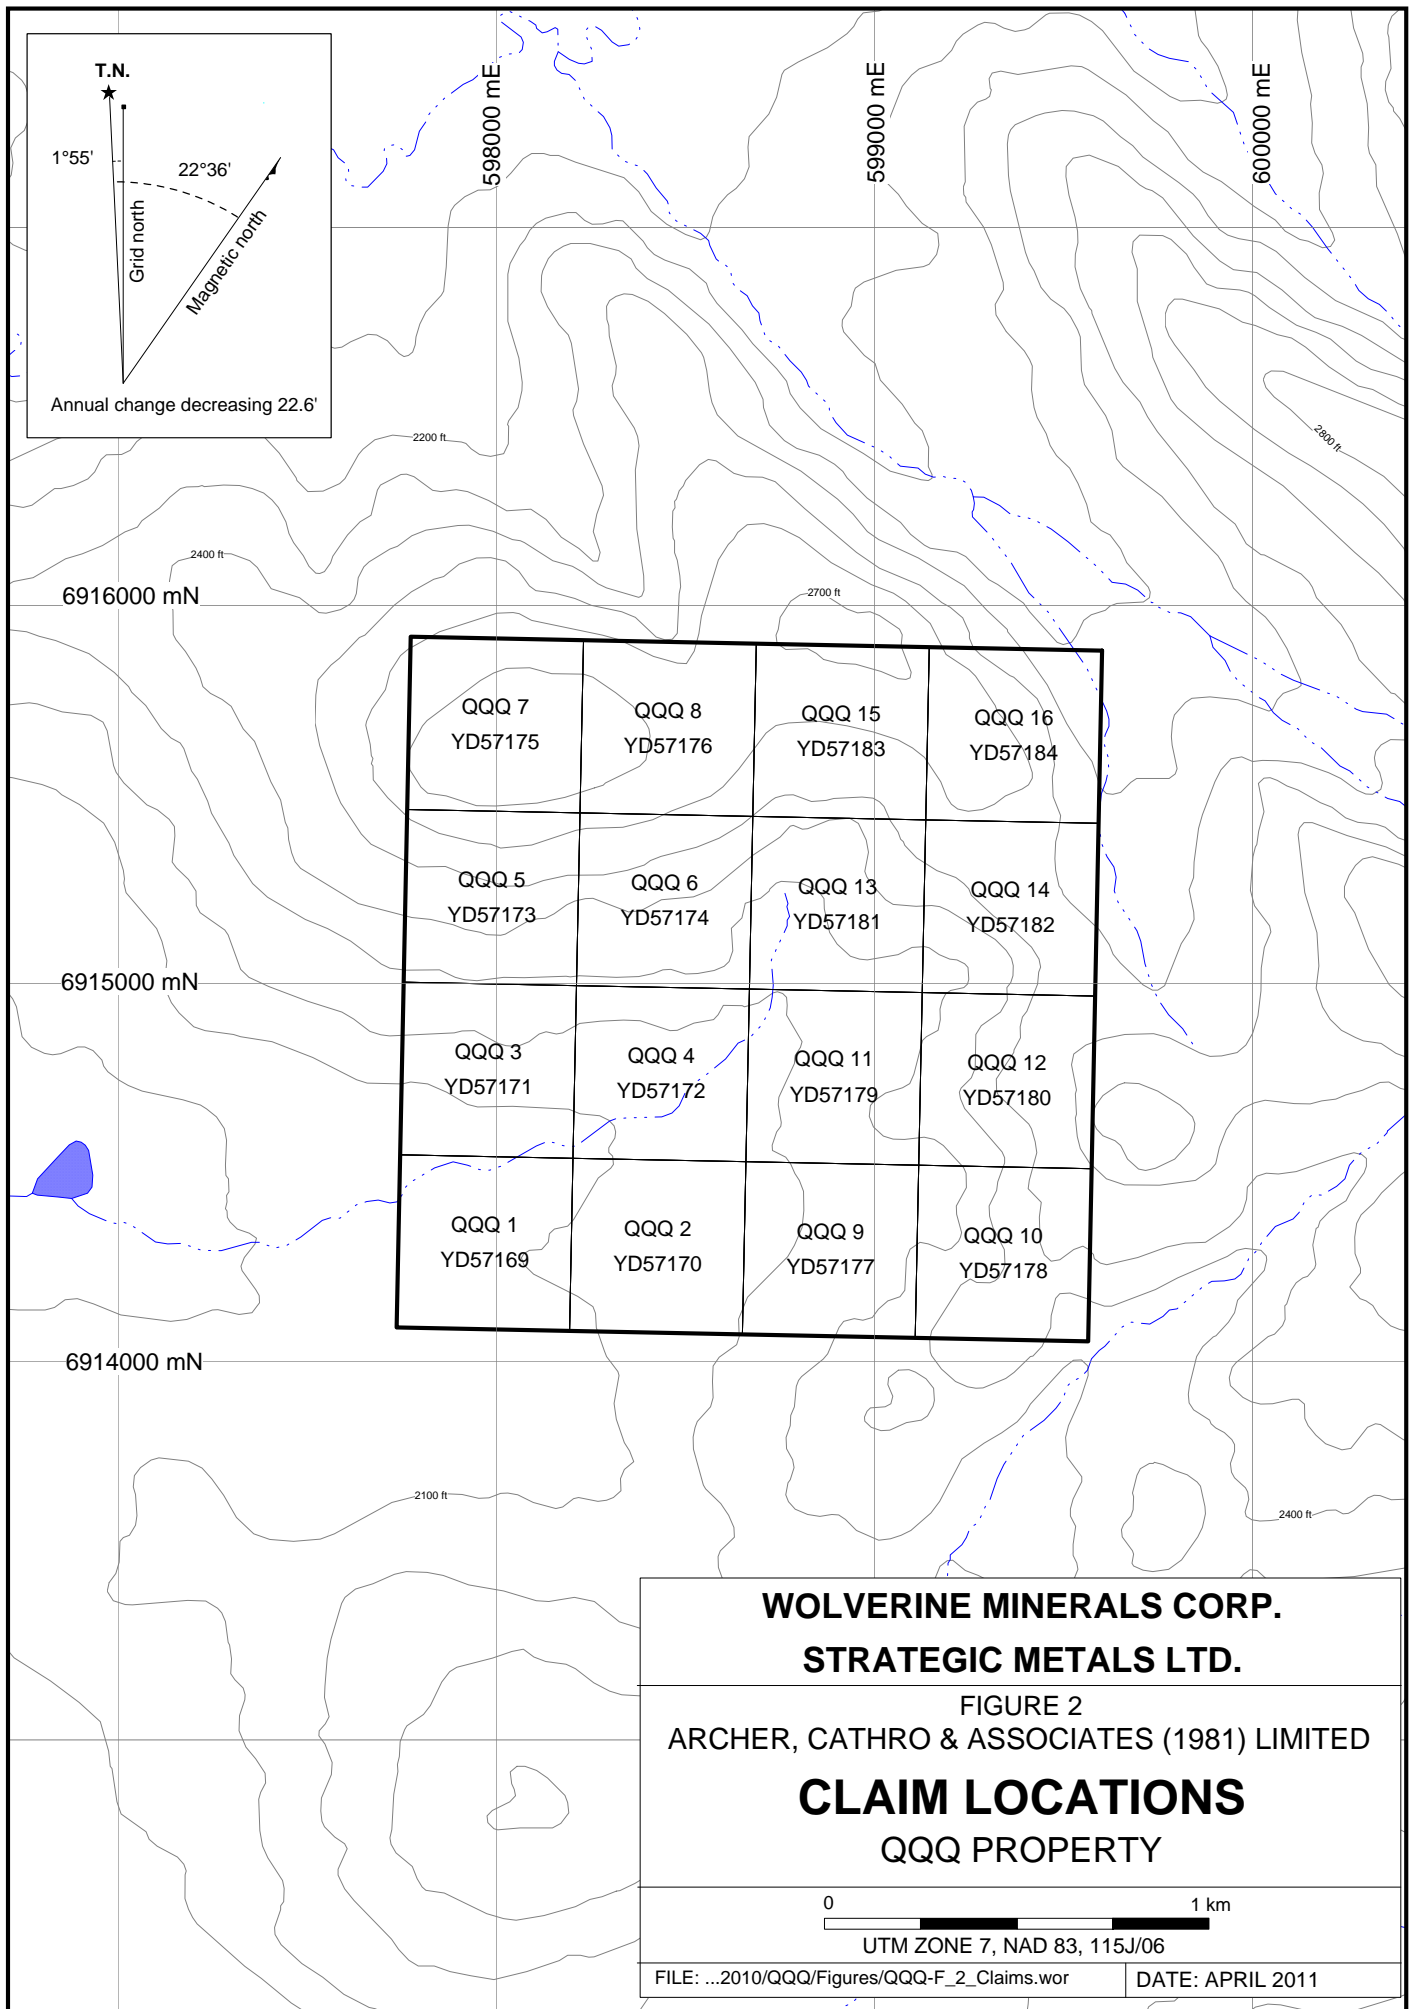 T.N.
1°55'
22°36'
Grid north
Magnetic north
Annual change decreasing 22.6'
598000 mE
599000 mE
600000 mE
2200 ft
2800 ft
2400 ft
6916000 mN
2700 ft
QQQ 7
YD57175
QQQ 8
YD57176
QQQ 15
YD57183
QQQ 16
YD57184
QQQ 5
YD57173
QQQ 6
YD57174
QQQ 13
YD57181
QQQ 14
YD57182
6915000 mN
QQQ 3
YD57171
QQQ 4
YD57172
QQQ 11
YD57179
QQQ 12
YD57180
QQQ 1
YD57169
QQQ 2
YD57170
QQQ 9
YD57177
QQQ 10
YD57178
6914000 mN
2100 ft
2400 ft
WOLVERINE MINERALS CORP.
STRATEGIC METALS LTD.
FIGURE 2
ARCHER, CATHRO & ASSOCIATES (1981) LIMITED
CLAIM LOCATIONS
QQQ PROPERTY
0 1 km
UTM ZONE 7, NAD 83, 115J/06
FILE: ...2010/QQQ/Figures/QQQ-F_2_Claims.wor
DATE: APRIL 2011